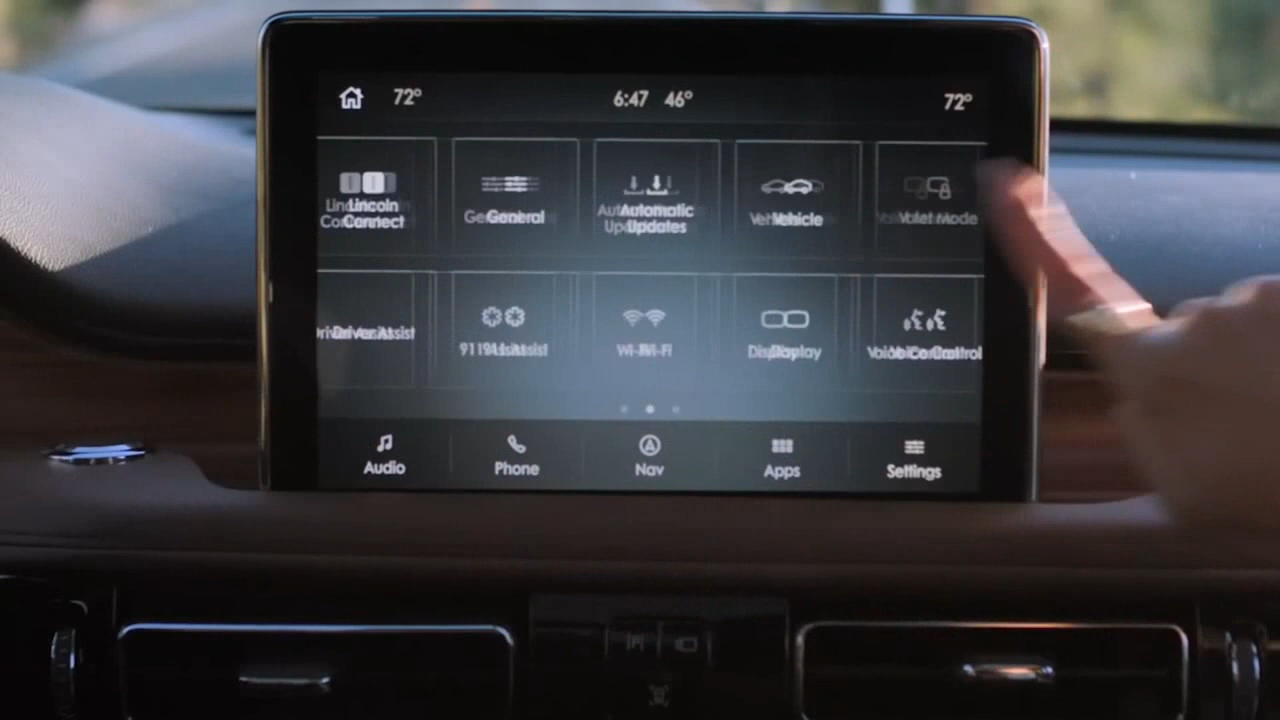 72° 6:47 46° 72°
Lincoln Connect General Automatic Updates Vehicle Valet Mode
Driver Assist 911 Assist Wi-Fi Display Voice Control
Audio Phone Nav Apps Settings